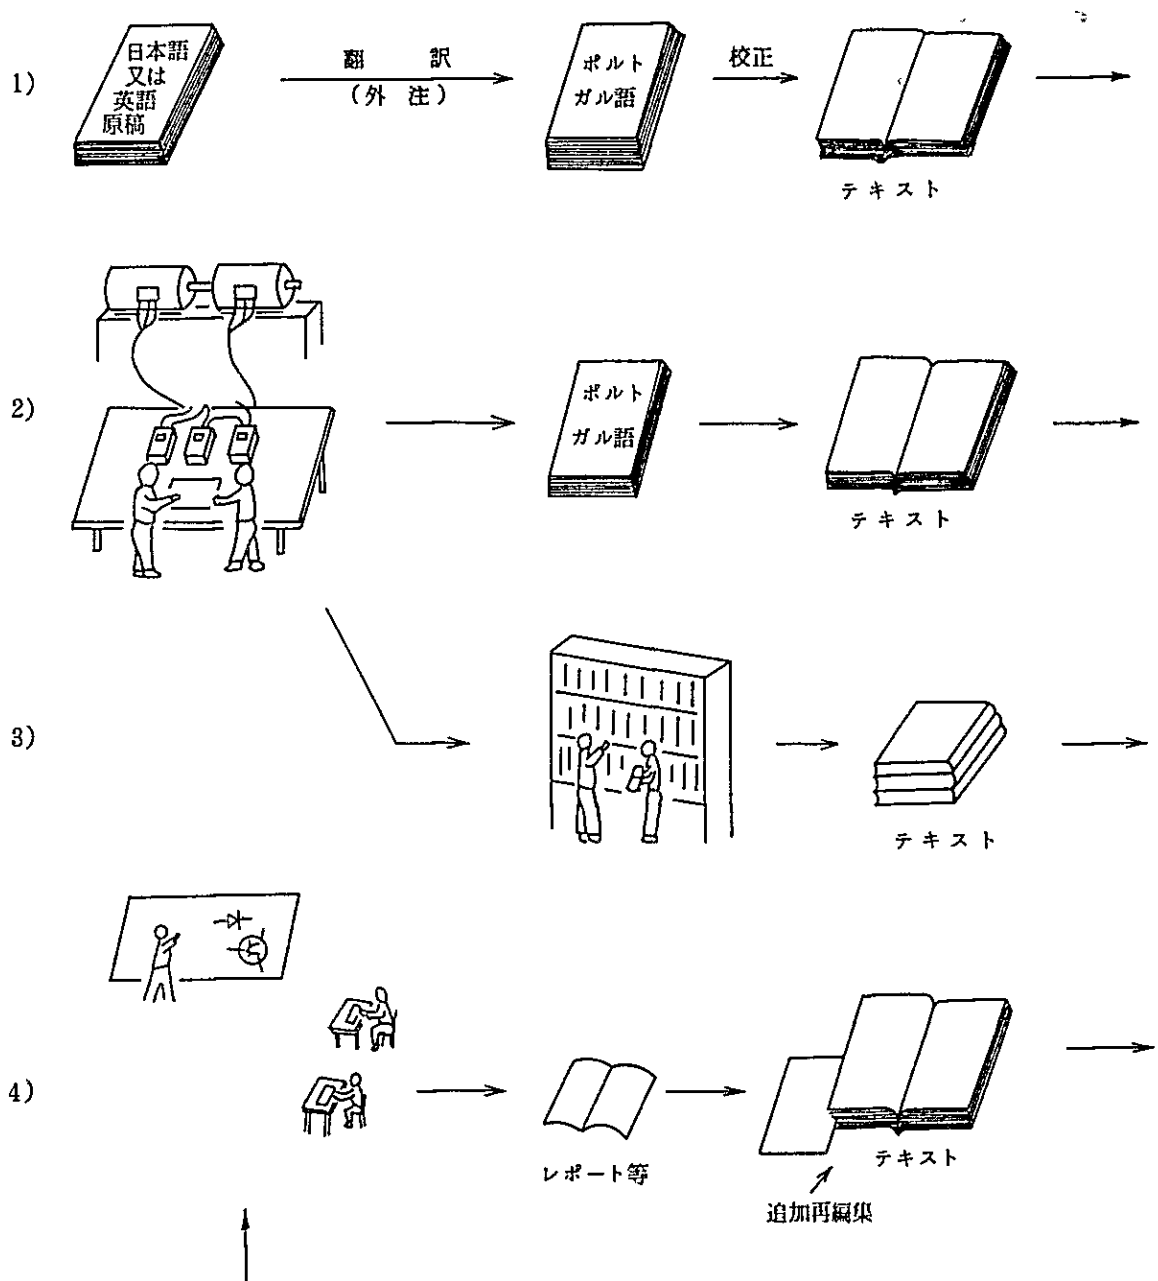 1)
日本語
又は
英語
原稿
翻 訳
(外 注)
ポルト
ガル語
校正
テキスト
2)
ポルト
ガル語
テキスト
3)
テキスト
4)
レポート等
テキスト
追加再編集